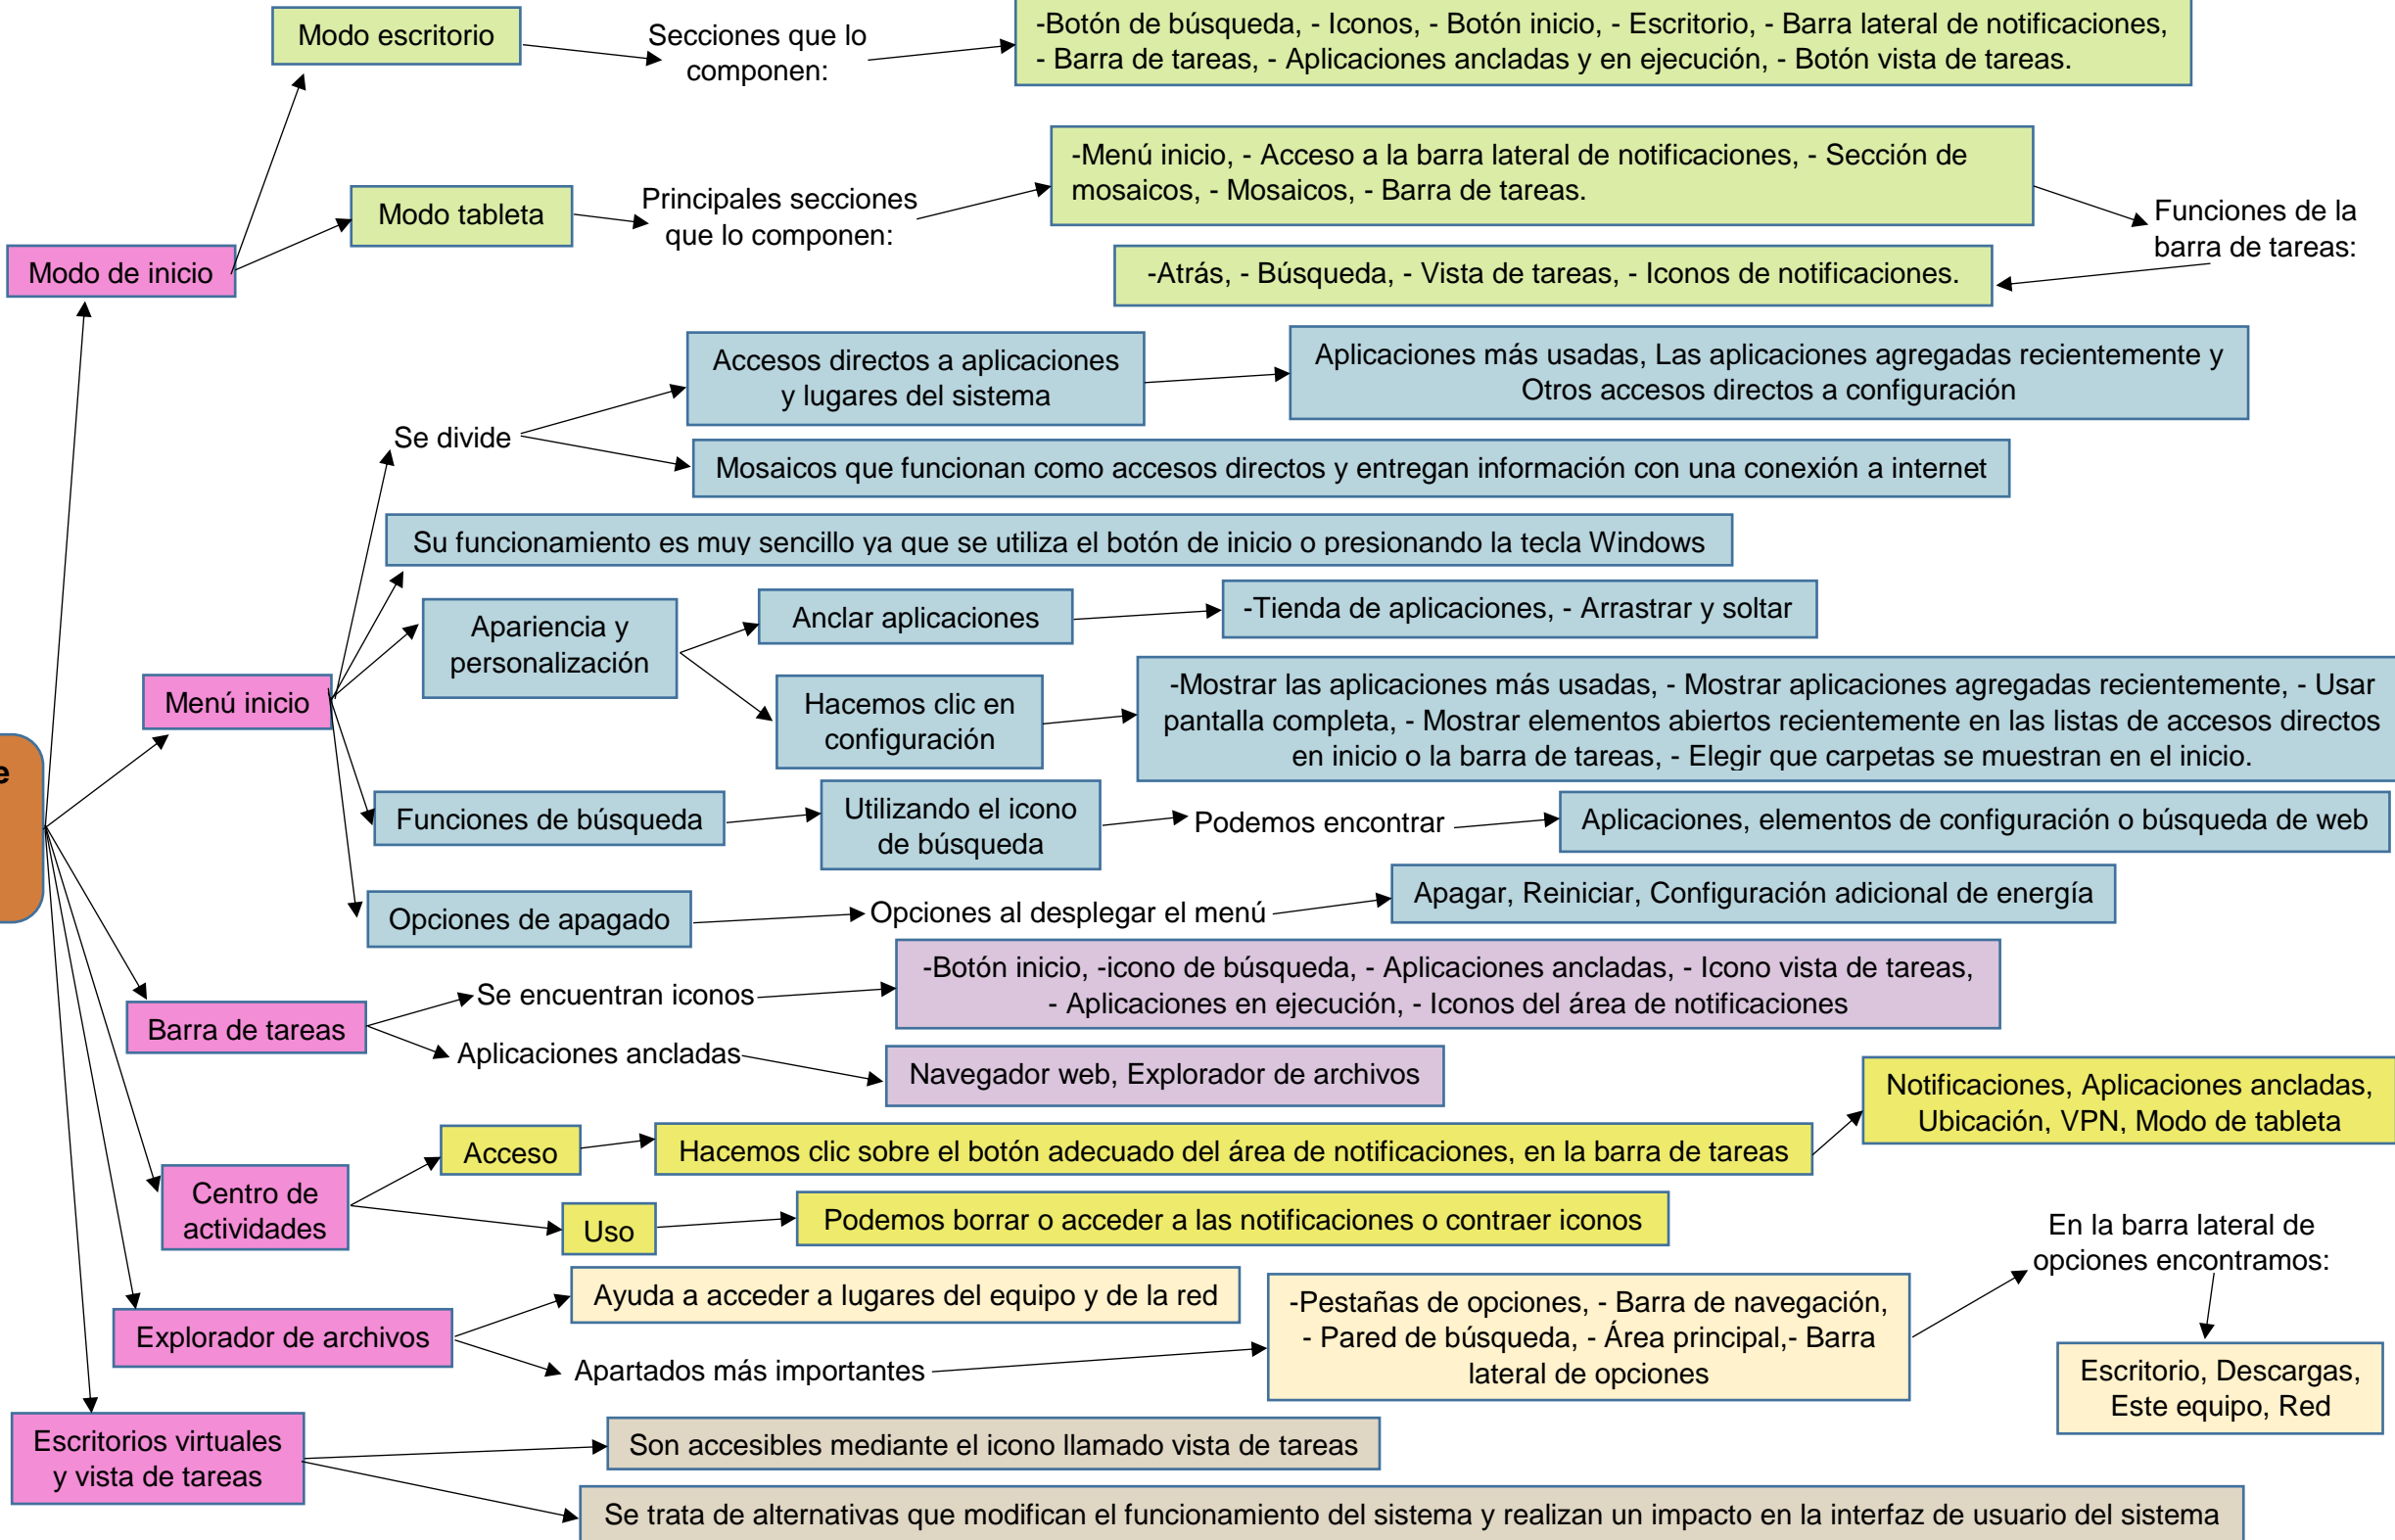 Modo escritorio
Secciones que lo
componen:
-Botón de búsqueda, - Iconos, - Botón inicio, - Escritorio, - Barra lateral de notificaciones,
- Barra de tareas, - Aplicaciones ancladas y en ejecución, - Botón vista de tareas.
Modo tableta
Principales secciones
que lo componen:
-Menú inicio, - Acceso a la barra lateral de notificaciones, - Sección de
mosaicos, - Mosaicos, - Barra de tareas.
Funciones de la
barra de tareas:
Modo de inicio
-Atrás, - Búsqueda, - Vista de tareas, - Iconos de notificaciones.
Se divide
Accesos directos a aplicaciones
y lugares del sistema
Aplicaciones más usadas, Las aplicaciones agregadas recientemente y
Otros accesos directos a configuración
Mosaicos que funcionan como accesos directos y entregan información con una conexión a internet
Su funcionamiento es muy sencillo ya que se utiliza el botón de inicio o presionando la tecla Windows
Menú inicio
Apariencia y
personalización
Anclar aplicaciones
-Tienda de aplicaciones, - Arrastrar y soltar
Hacemos clic en
configuración
-Mostrar las aplicaciones más usadas, - Mostrar aplicaciones agregadas recientemente, - Usar
pantalla completa, - Mostrar elementos abiertos recientemente en las listas de accesos directos
en inicio o la barra de tareas, - Elegir que carpetas se muestran en el inicio.
e
Funciones de búsqueda
Utilizando el icono
de búsqueda
Podemos encontrar
Aplicaciones, elementos de configuración o búsqueda de web
Opciones de apagado
Opciones al desplegar el menú
Apagar, Reiniciar, Configuración adicional de energía
Barra de tareas
Se encuentran iconos
-Botón inicio, -icono de búsqueda, - Aplicaciones ancladas, - Icono vista de tareas,
- Aplicaciones en ejecución, - Iconos del área de notificaciones
Aplicaciones ancladas
Navegador web, Explorador de archivos
Centro de
actividades
Acceso
Hacemos clic sobre el botón adecuado del área de notificaciones, en la barra de tareas
Notificaciones, Aplicaciones ancladas,
Ubicación, VPN, Modo de tableta
Uso
Podemos borrar o acceder a las notificaciones o contraer iconos
Explorador de archivos
Ayuda a acceder a lugares del equipo y de la red
Apartados más importantes
-Pestañas de opciones, - Barra de navegación,
- Pared de búsqueda, - Área principal,- Barra
lateral de opciones
En la barra lateral de
opciones encontramos:
Escritorio, Descargas,
Este equipo, Red
Escritorios virtuales
y vista de tareas
Son accesibles mediante el icono llamado vista de tareas
Se trata de alternativas que modifican el funcionamiento del sistema y realizan un impacto en la interfaz de usuario del sistema